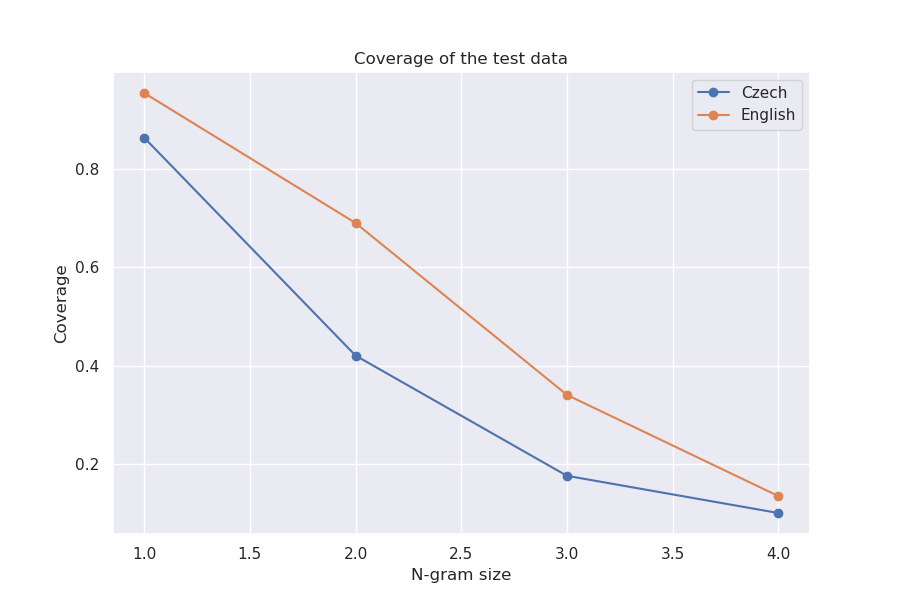 Coverage of the test data
Czech
English
Coverage
0.8
0.6
0.4
0.2
1.0 1.5 2.0 2.5 3.0 3.5 4.0
N-gram size